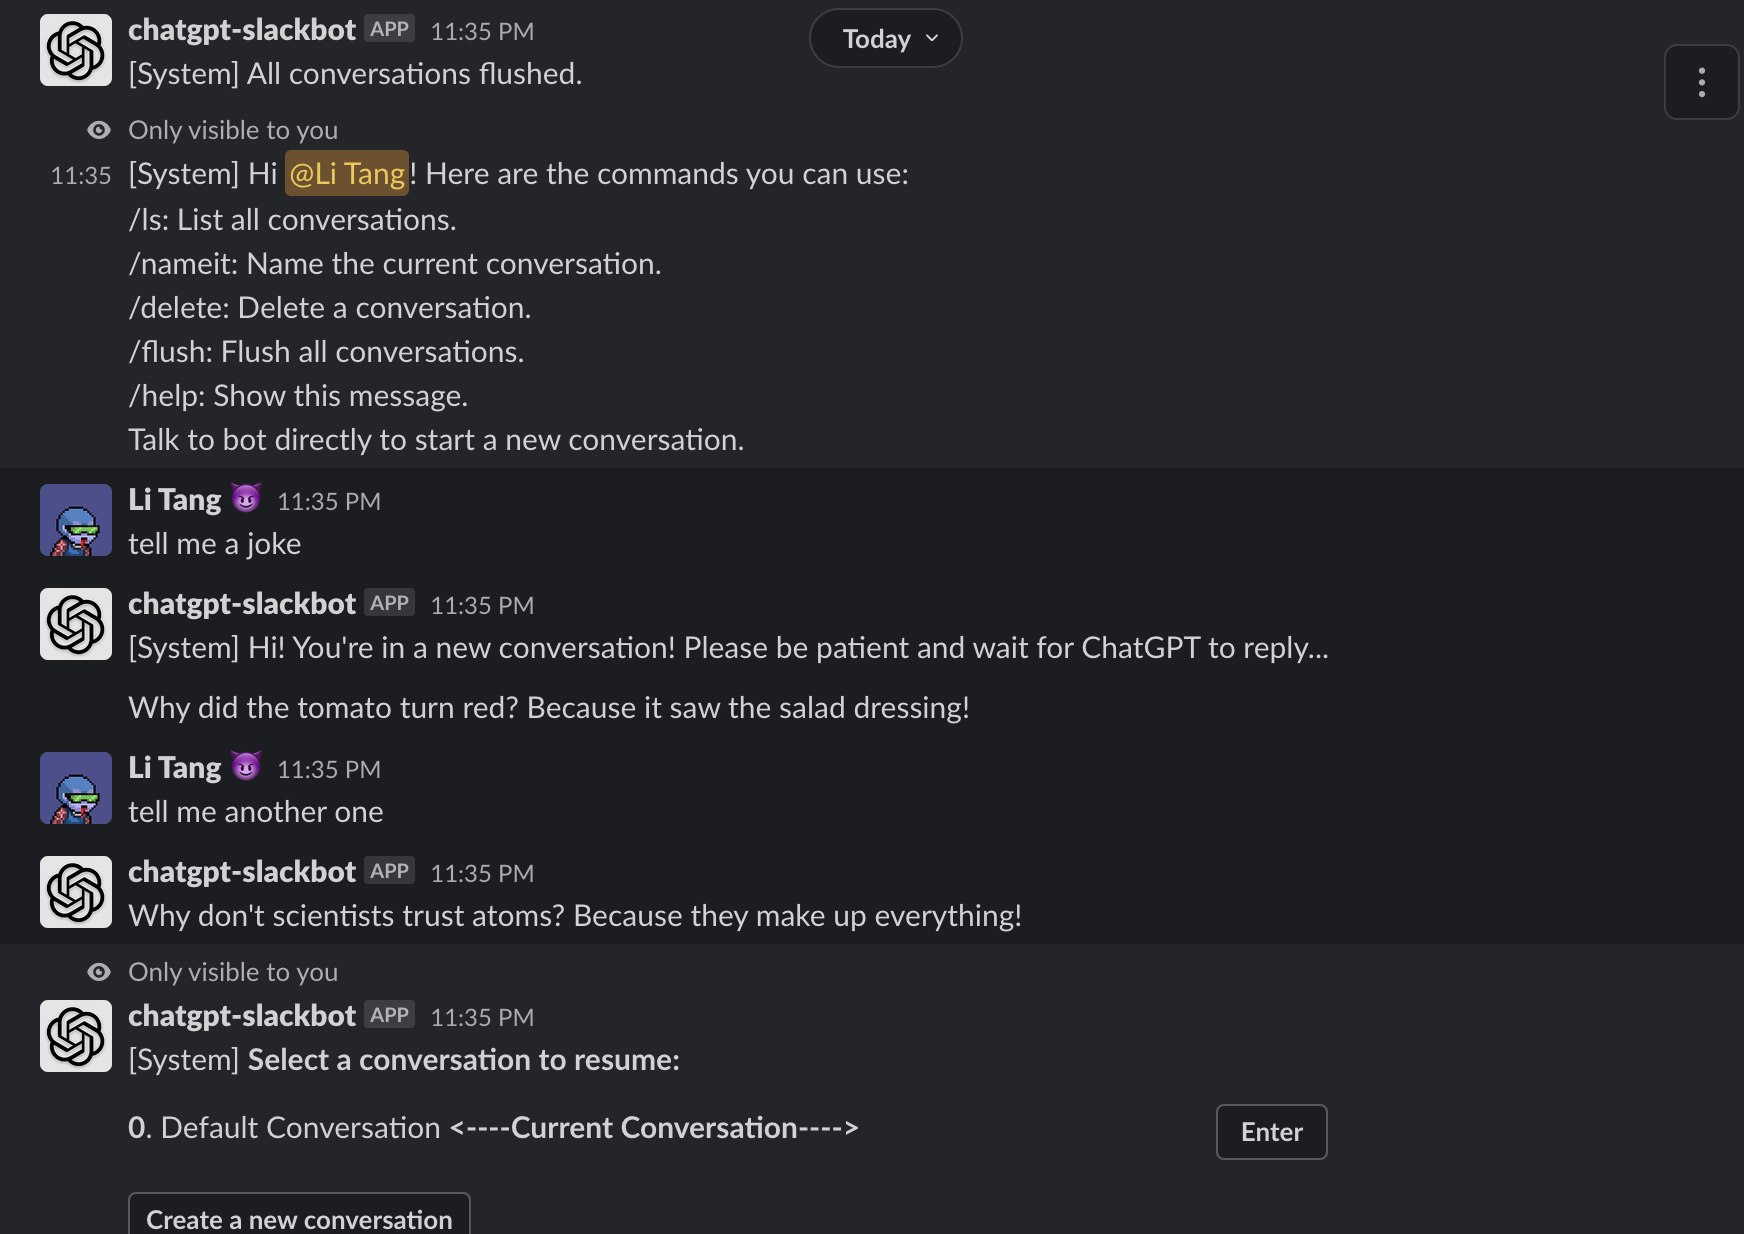 chatgpt-slackbot APP 11:35 PM
Today
[System] All conversations flushed.
Only visible to you
11:35 [System] Hi @Li Tang! Here are the commands you can use:
/ls: List all conversations.
/nameit: Name the current conversation.
/delete: Delete a conversation.
/flush: Flush all conversations.
/help: Show this message.
Talk to bot directly to start a new conversation.
Li Tang 😈 11:35 PM
tell me a joke
chatgpt-slackbot APP 11:35 PM
[System] Hi! You're in a new conversation! Please be patient and wait for ChatGPT to reply...
Why did the tomato turn red? Because it saw the salad dressing!
Li Tang 😈 11:35 PM
tell me another one
chatgpt-slackbot APP 11:35 PM
Why don't scientists trust atoms? Because they make up everything!
Only visible to you
chatgpt-slackbot APP 11:35 PM
[System] Select a conversation to resume:
0. Default Conversation <----Current Conversation---->
Enter
Create a new conversation